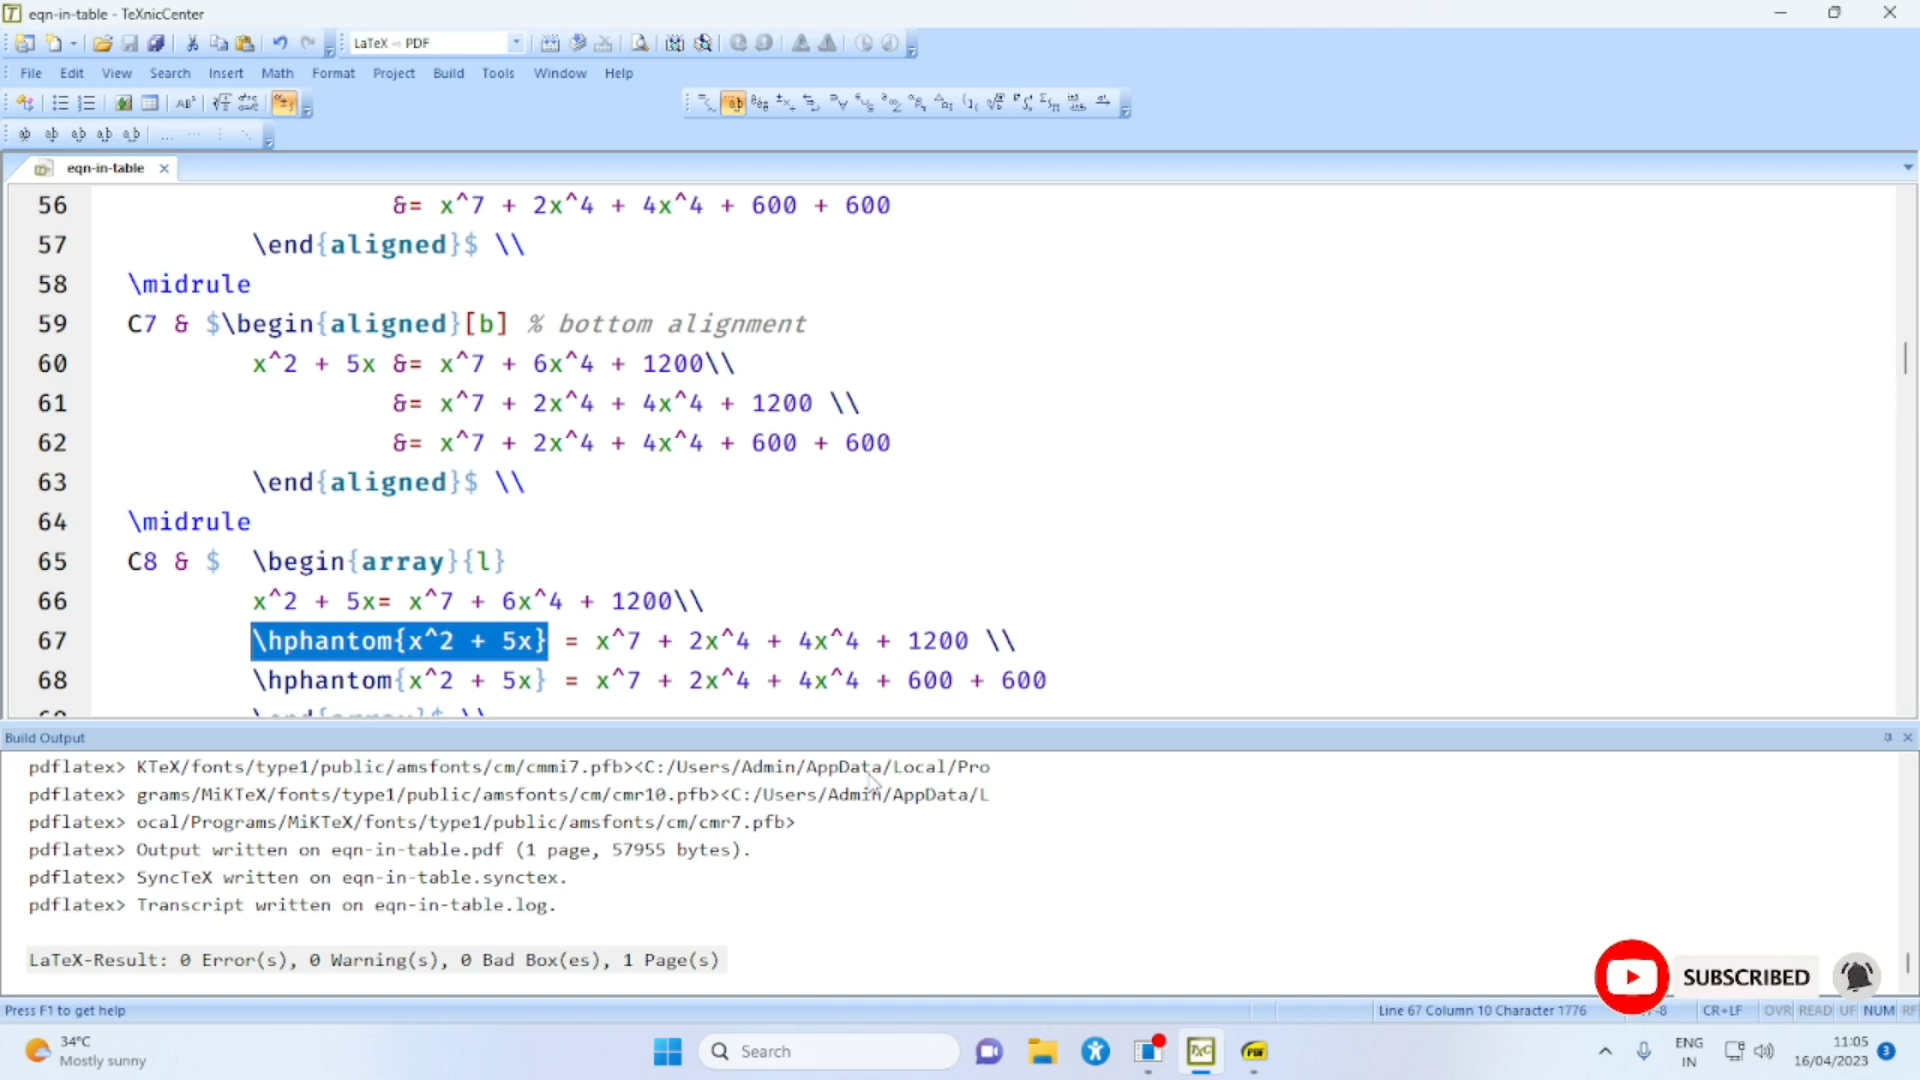 eqn-in-table - TeXnicCenter
LaTeX → PDF
File Edit View Search Insert Math Format Project Build Tools Window Help
eqn-in-table
56 &= x^7 + 2x^4 + 4x^4 + 600 + 600
57 \end{aligned}$ \\
58 \midrule
59 C7 & $\begin{aligned}[b] % bottom alignment
60 x^2 + 5x &= x^7 + 6x^4 + 1200\\
61 &= x^7 + 2x^4 + 4x^4 + 1200 \\
62 &= x^7 + 2x^4 + 4x^4 + 600 + 600
63 \end{aligned}$ \\
64 \midrule
65 C8 & $ \begin{array}{l}
66 x^2 + 5x= x^7 + 6x^4 + 1200\\
67 \hphantom{x^2 + 5x} = x^7 + 2x^4 + 4x^4 + 1200 \\
68 \hphantom{x^2 + 5x} = x^7 + 2x^4 + 4x^4 + 600 + 600
Build Output
pdflatex> KTeX/fonts/type1/public/amsfonts/cm/cmmi7.pfb><C:/Users/Admin/AppData/Local/Pro
pdflatex> grams/MiKTeX/fonts/type1/public/amsfonts/cm/cmr10.pfb><C:/Users/Admin/AppData/L
pdflatex> ocal/Programs/MiKTeX/fonts/type1/public/amsfonts/cm/cmr7.pfb>
pdflatex> Output written on eqn-in-table.pdf (1 page, 57955 bytes).
pdflatex> SyncTeX written on eqn-in-table.synctex.
pdflatex> Transcript written on eqn-in-table.log.
LaTeX-Result: 0 Error(s), 0 Warning(s), 0 Bad Box(es), 1 Page(s)
SUBSCRIBED
Press F1 to get help Line 67 Column 10 Character 1776 CR+LF OVR READ UF NUM RF
34°C
Mostly sunny
Search
ENG
IN
11:05
16/04/2023
3